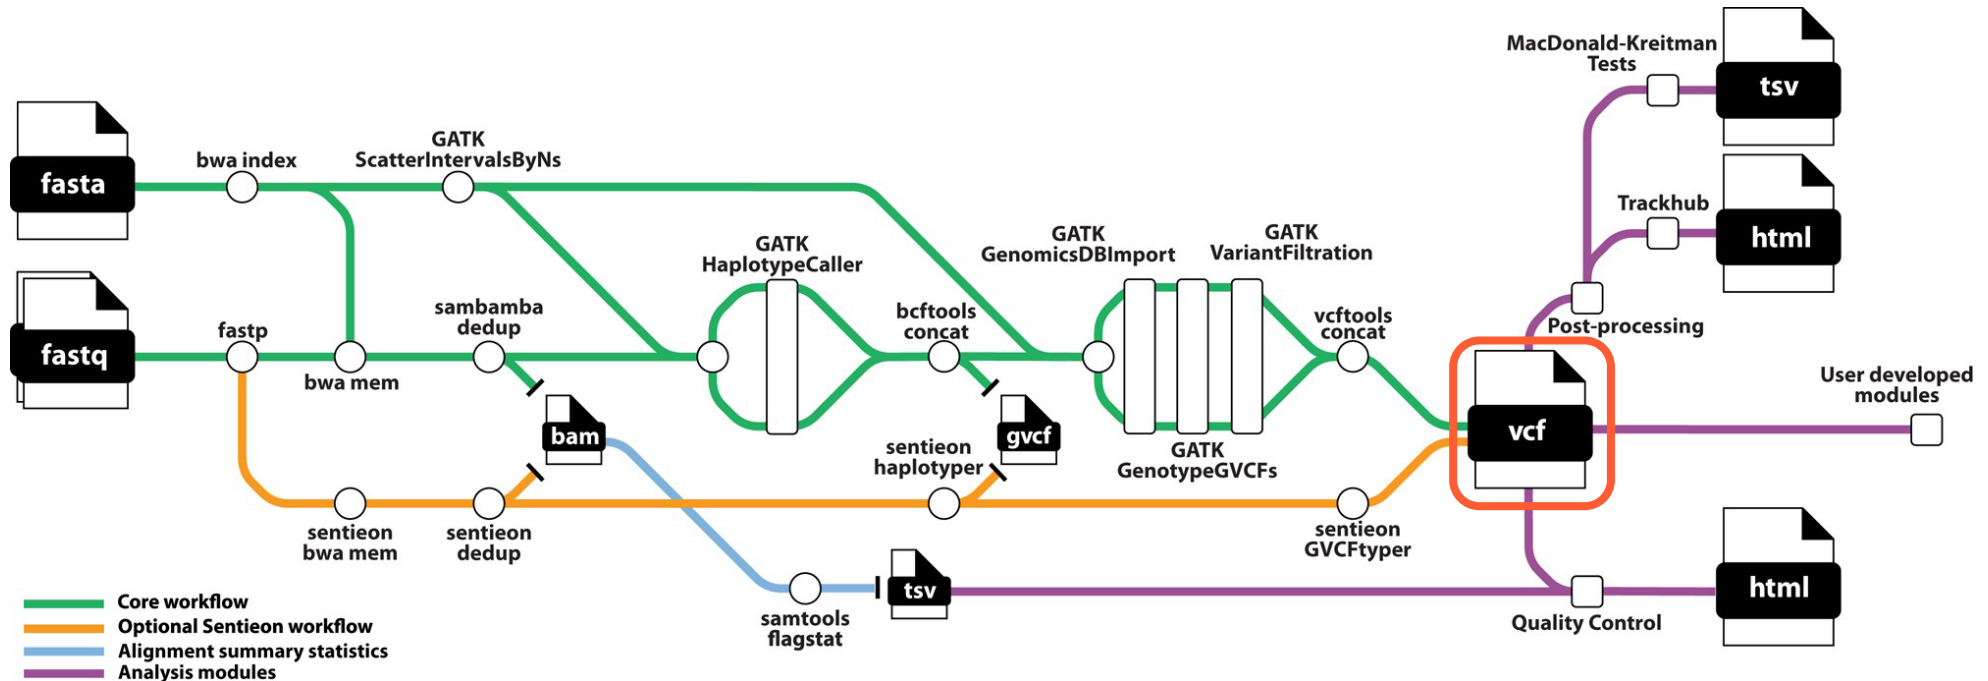 MacDonald-Kreitman
Tests
tsv
fasta
bwa index
GATK
ScatterIntervalsByNs
Trackhub
html
GATK
HaplotypeCaller
GATK
GenomicsDBImport
GATK
VariantFiltration
fastq
fastp
bwa mem
sambamba
dedup
bcftools
concat
vcftools
concat
Post-processing
bam
gvcf
vcf
User developed
modules
sentieon
haplotyper
GATK
GenotypeGVCFs
sentieon
bwa mem
sentieon
dedup
sentieon
GVCFtyper
samtools
flagstat
tsv
Quality Control
html
Core workflow
Optional Sentieon workflow
Alignment summary statistics
Analysis modules